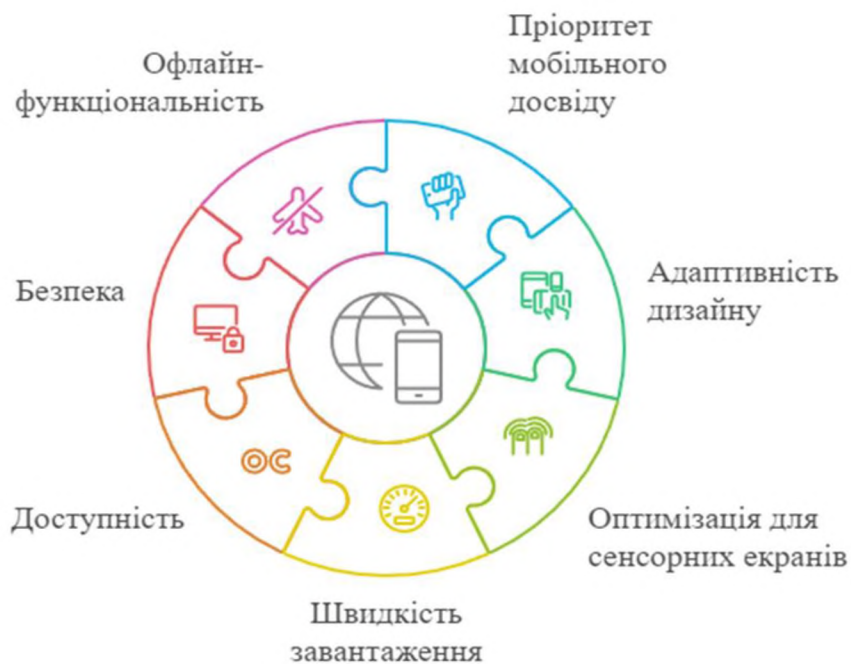 Пріоритет
мобільного
досвіду
Адаптивність
дизайну
Оптимізація для
сенсорних екранів
Швидкість
завантаження
Доступність
Безпека
Офлайн-
функціональність